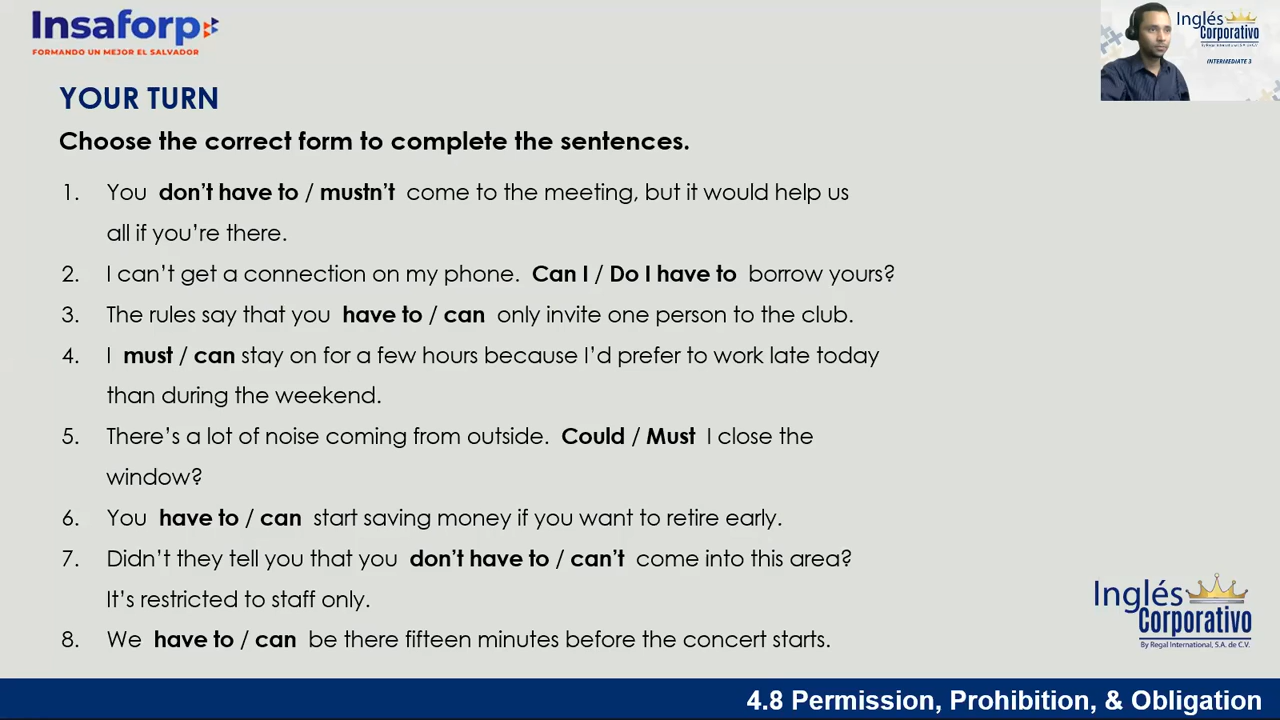 Insaforp
FORMANDO UN MEJOR EL SALVADOR
Inglés
Corporativo
By Regal International, S.A. de C.V.
INTERMEDIATE 3
YOUR TURN
Choose the correct form to complete the sentences.
1. You don't have to / mustn't come to the meeting, but it would help us
all if you're there.
2. I can't get a connection on my phone. Can I / Do I have to borrow yours?
3. The rules say that you have to / can only invite one person to the club.
4. I must / can stay on for a few hours because I'd prefer to work late today
than during the weekend.
5. There's a lot of noise coming from outside. Could / Must I close the
window?
6. You have to / can start saving money if you want to retire early.
7. Didn't they tell you that you don't have to / can't come into this area?
It's restricted to staff only.
8. We have to / can be there fifteen minutes before the concert starts.
Inglés
Corporativo
By Regal International, S.A. de C.V.
4.8 Permission, Prohibition, & Obligation